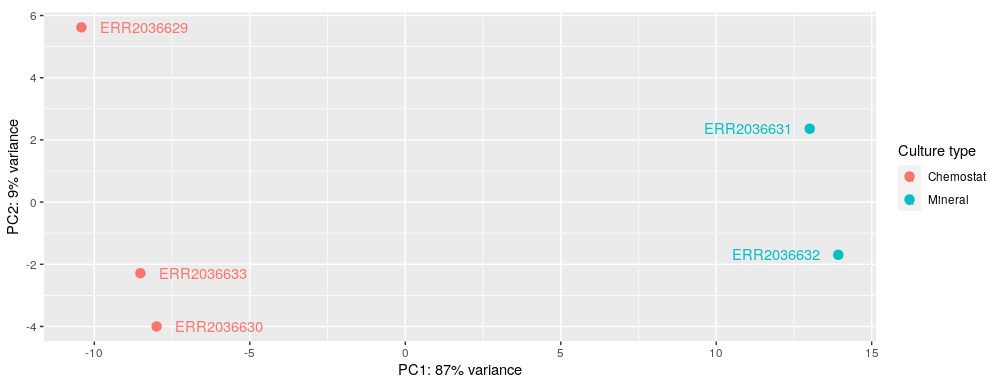 6
ERR2036629
4
ERR2036631
2
0
ERR2036632
-2
ERR2036633
-4
ERR2036630
-10
-5
0
5
10
15
PC1: 87% variance
PC2: 9% variance
Culture type
Chemostat
Mineral